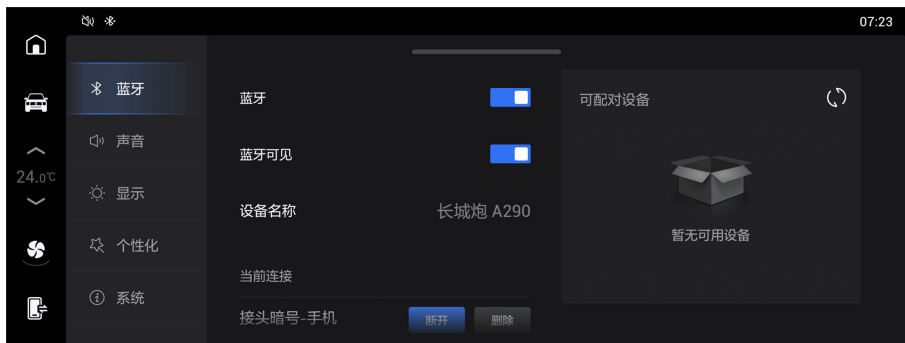 07:23
24.0℃
蓝牙
声音
显示
个性化
系统
蓝牙
蓝牙可见
设备名称
长城炮 A290
当前连接
接头暗号-手机
断开
删除
可配对设备
暂无可用设备